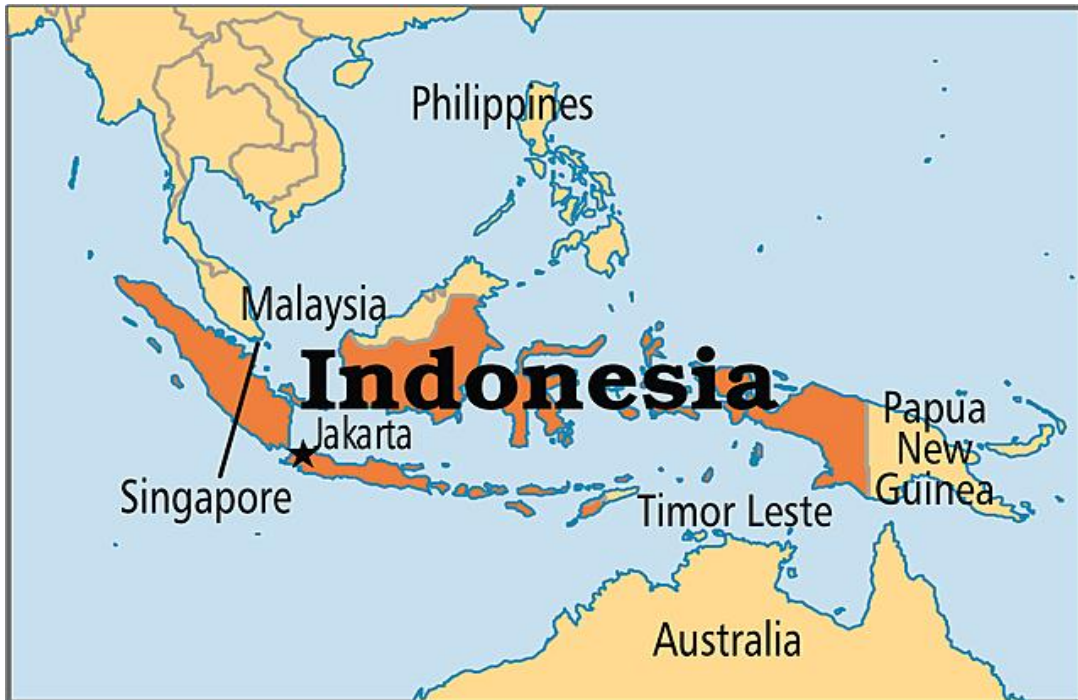 Philippines
Malaysia
Indonesia
Jakarta
Singapore
Papua
New
Guinea
Timor Leste
Australia